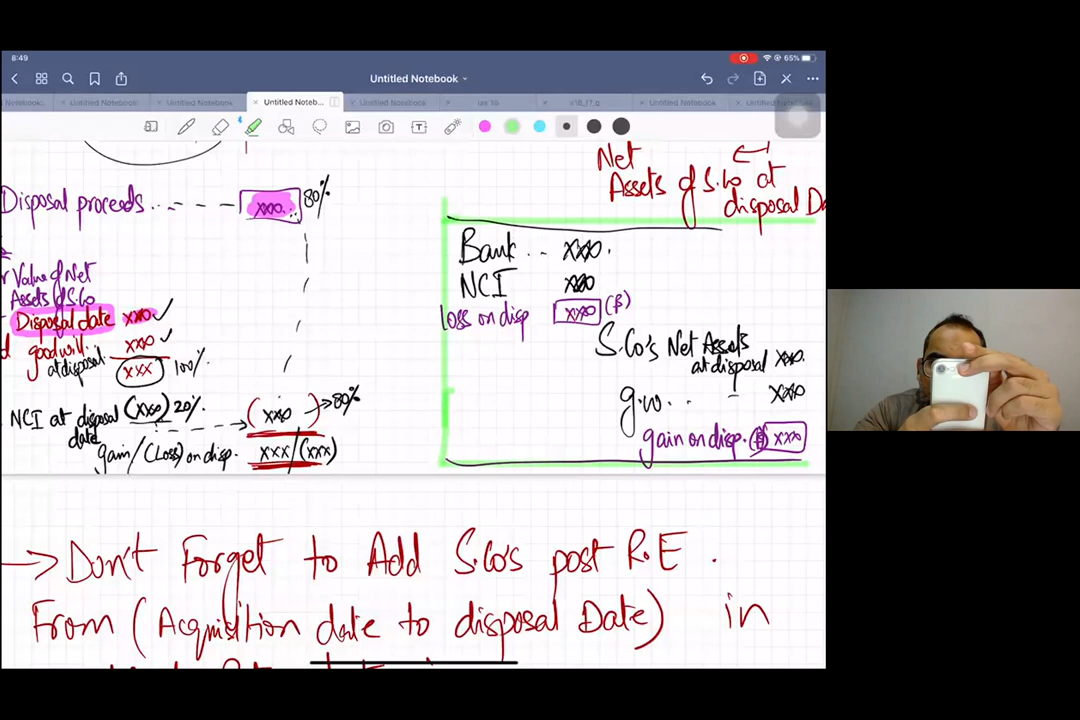 8:49
65%
Untitled Notebook
Notebook
Untitled Notebook
Untitled Notebook
Untitled Noteb...
Untitled Notebook
ias 16
Untitled Notebook
Untitled
Net
Assets of S.Co at
disposal Da
Disposal proceeds ... - - - xxx. 80%
r Value of Net
Assets of S.Co
Disposal date xxx
goodwill xxx
at disposal. xxx 100%
NCI at disposal (xxx) 20%. (xxx) → 80%
date
gain/(Loss) on disp. xxx/(xxx)
Bank .. xxx.
NCI xxx
loss on disp xxx (β)
S.Co's Net Assets
at disposal xxx.
g.w. .. - xxx
gain on disp. xxx
→ Don't Forget to Add S.Co's post R.E.
From (Acquisition date to disposal Date) in